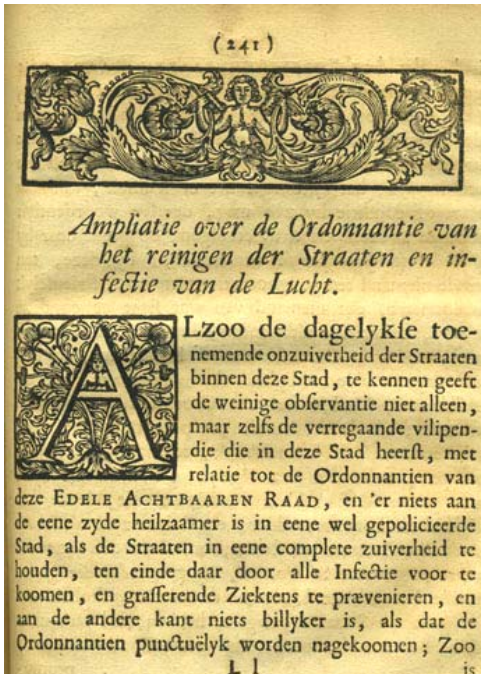 (241)
Ampliatie over de Ordonnantie van
het reinigen der Straaten en in-
fectie van de Lucht.
ALzoo de dagelykſe toe-
nemende onzuiverheid der Straaten
binnen deze Stad, te kennen geeft
de weinige obſervantie niet alleen,
maar zelfs de verregaande vilipen-
die die in deze Stad heerſt, met
relatie tot de Ordonnantien van
deze EDELE ACHTBAAREN RAAD, en 'er niets aan
de eene zyde heilzaamer is in eene wel gepolicieerde
Stad, als de Straaten in eene complete zuiverheid te
houden, ten einde daar door alle Infectie voor te
koomen, en graſſerende Ziektens te prævenieren, en
aan de andere kant niets billyker is, als dat de
Ordonnantien punctuëlyk worden nagekoomen; Zoo
L l
is